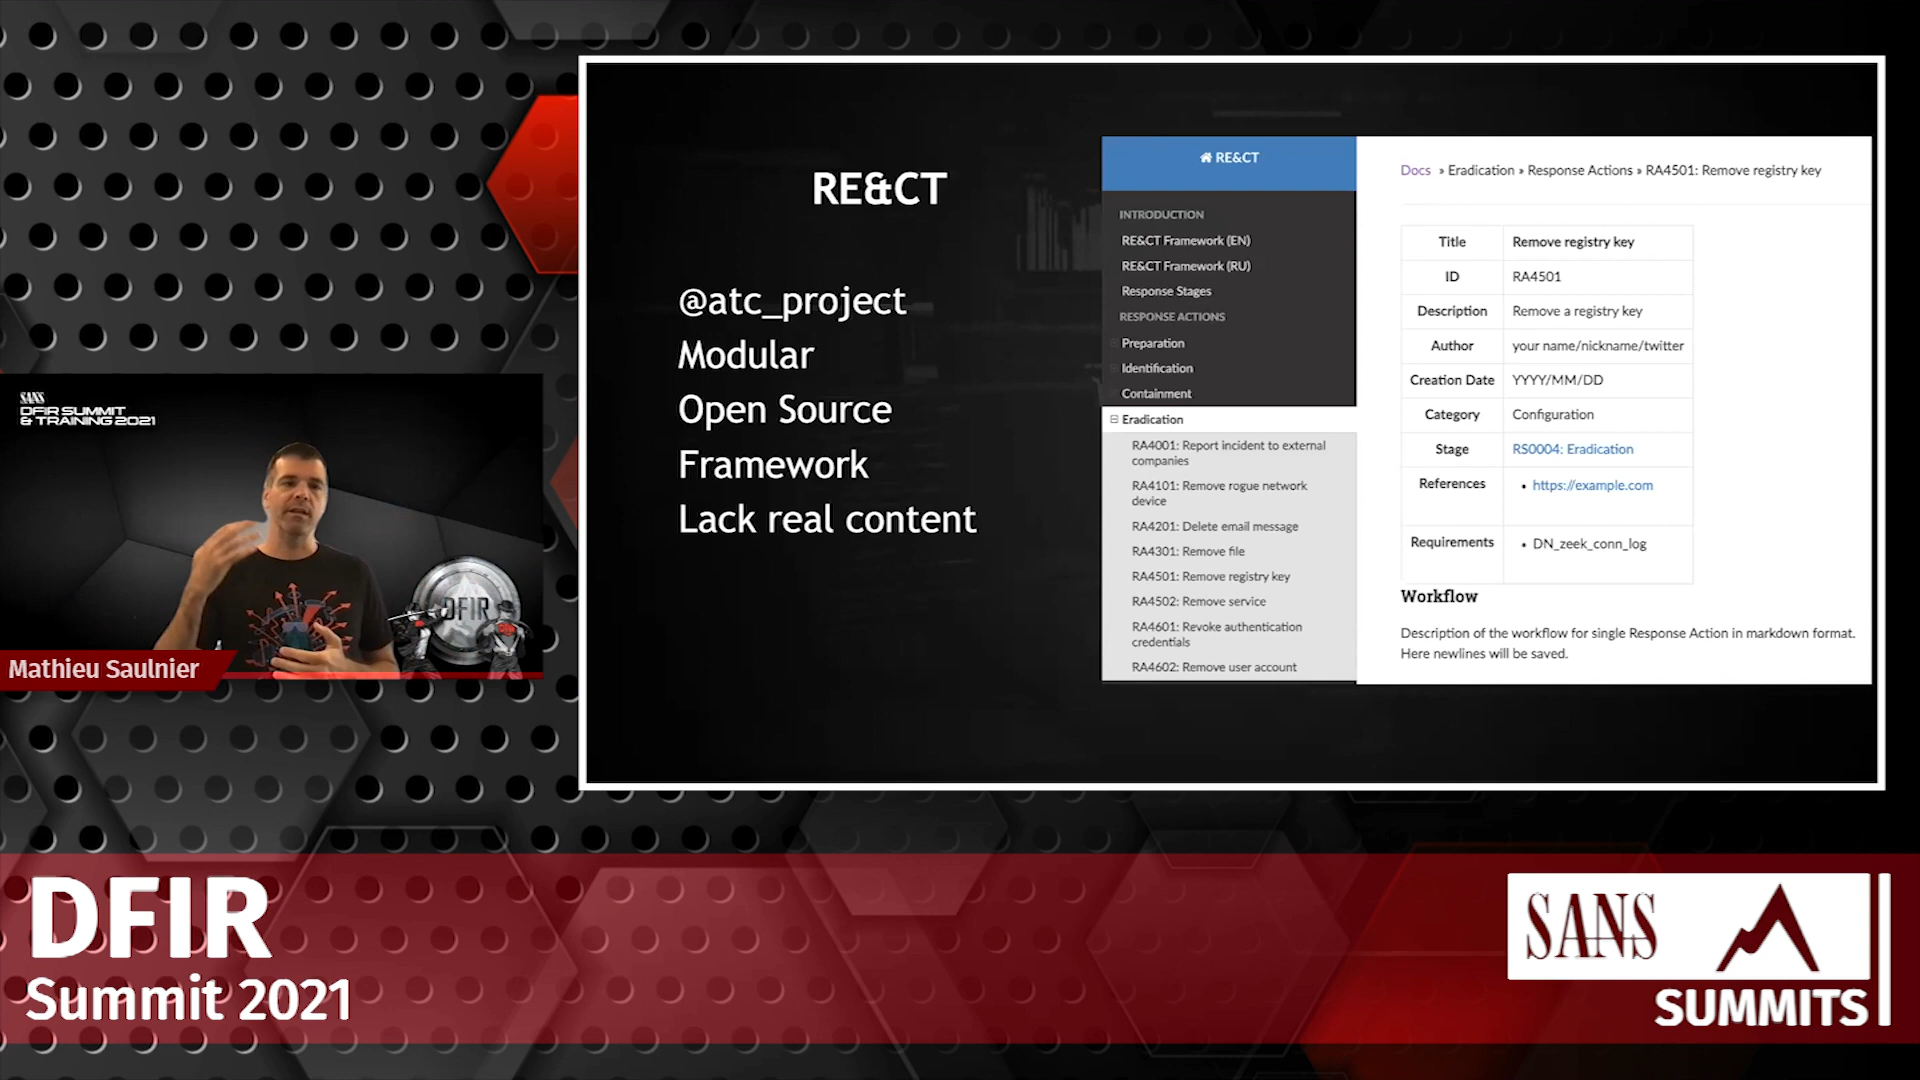 RE&CT
@atc_project
Modular
Open Source
Framework
Lack real content
RE&CT
INTRODUCTION
RE&CT Framework (EN)
RE&CT Framework (RU)
Response Stages
RESPONSE ACTIONS
Preparation
Identification
Containment
Eradication
RA4001: Report incident to external
companies
RA4101: Remove rogue network
device
RA4201: Delete email message
RA4301: Remove file
RA4501: Remove registry key
RA4502: Remove service
RA4601: Revoke authentication
credentials
RA4602: Remove user account
Docs » Eradication » Response Actions » RA4501: Remove registry key
Title Remove registry key
ID RA4501
Description Remove a registry key
Author your name/nickname/twitter
Creation Date YYYY/MM/DD
Category Configuration
Stage RS0004: Eradication
References • https://example.com
Requirements • DN_zeek_conn_log
Workflow
Description of the workflow for single Response Action in markdown format.
Here newlines will be saved.
SANS
DFIR SUMMIT
& TRAINING 2021
DFIR
Mathieu Saulnier
DFIR
Summit 2021
SANS
SUMMITS